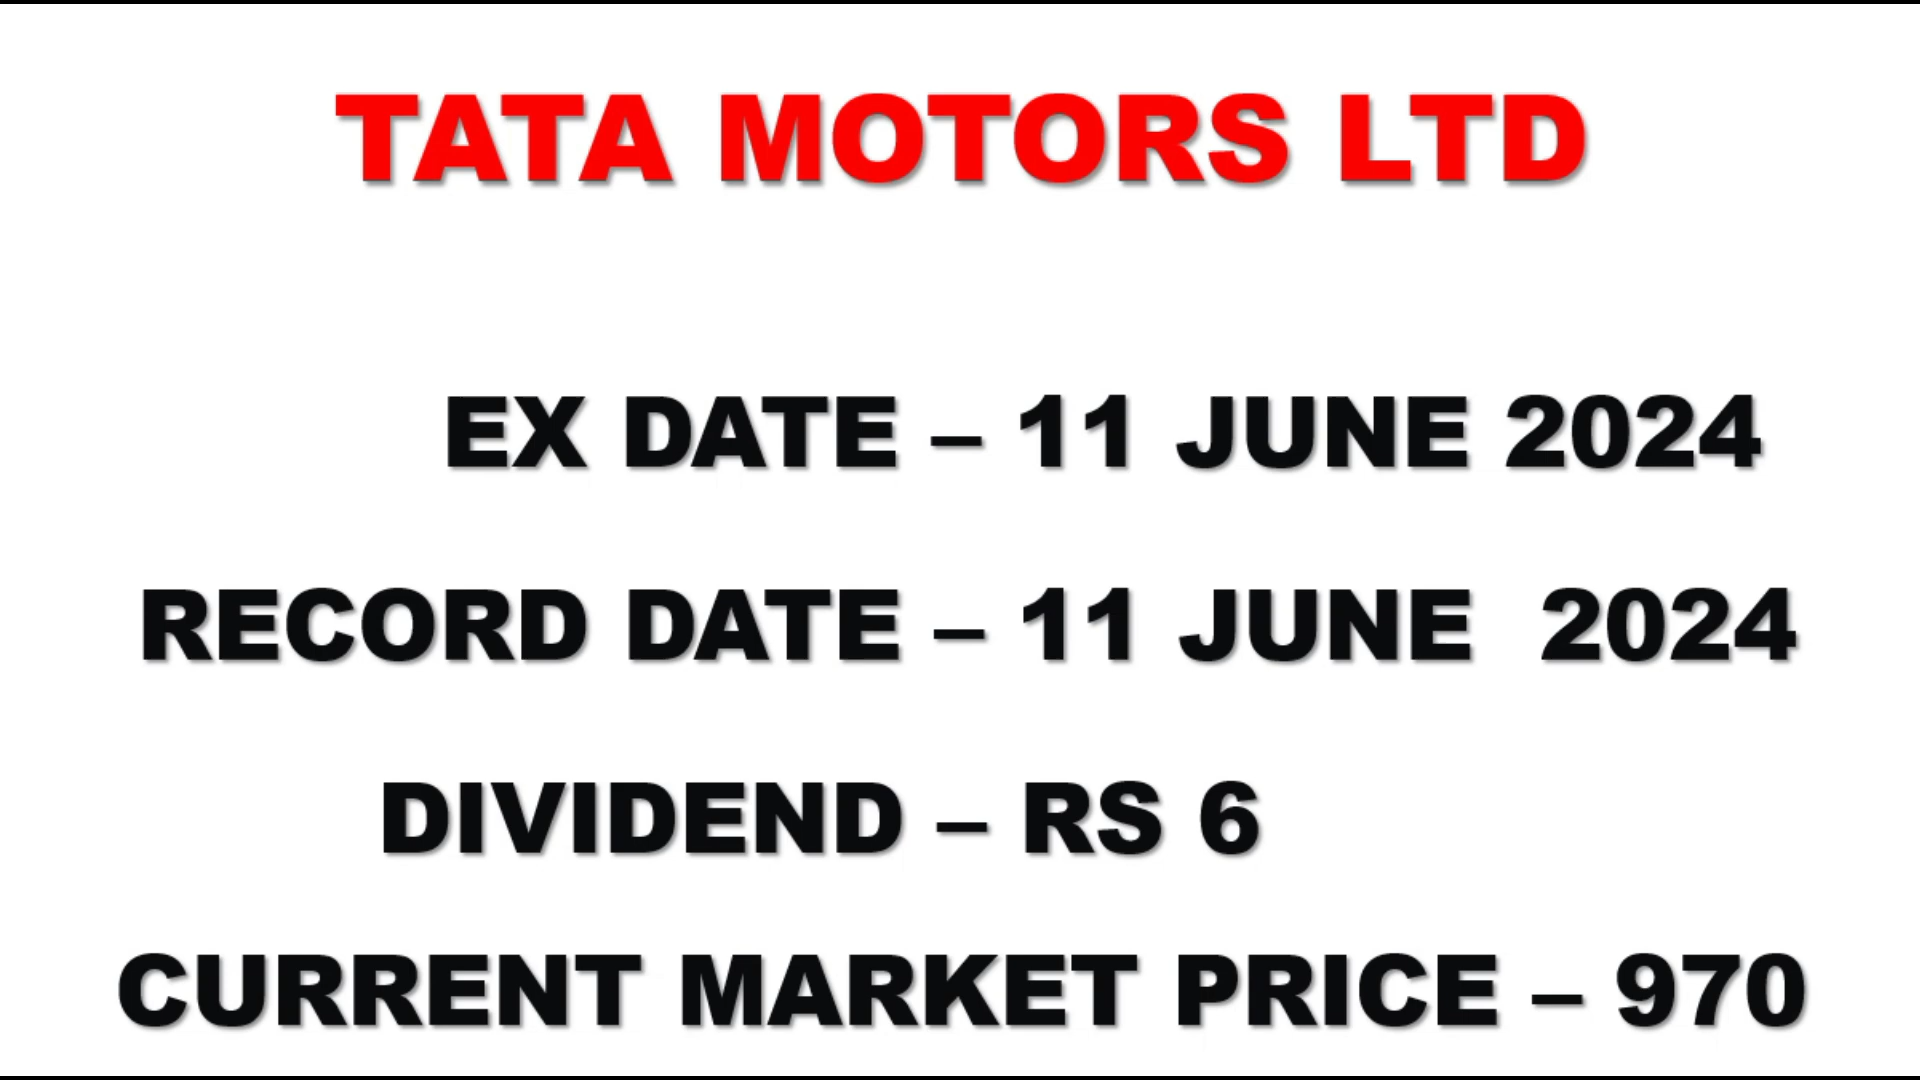 TATA MOTORS LTD
EX DATE – 11 JUNE 2024
RECORD DATE – 11 JUNE  2024
DIVIDEND – RS 6
CURRENT MARKET PRICE – 970